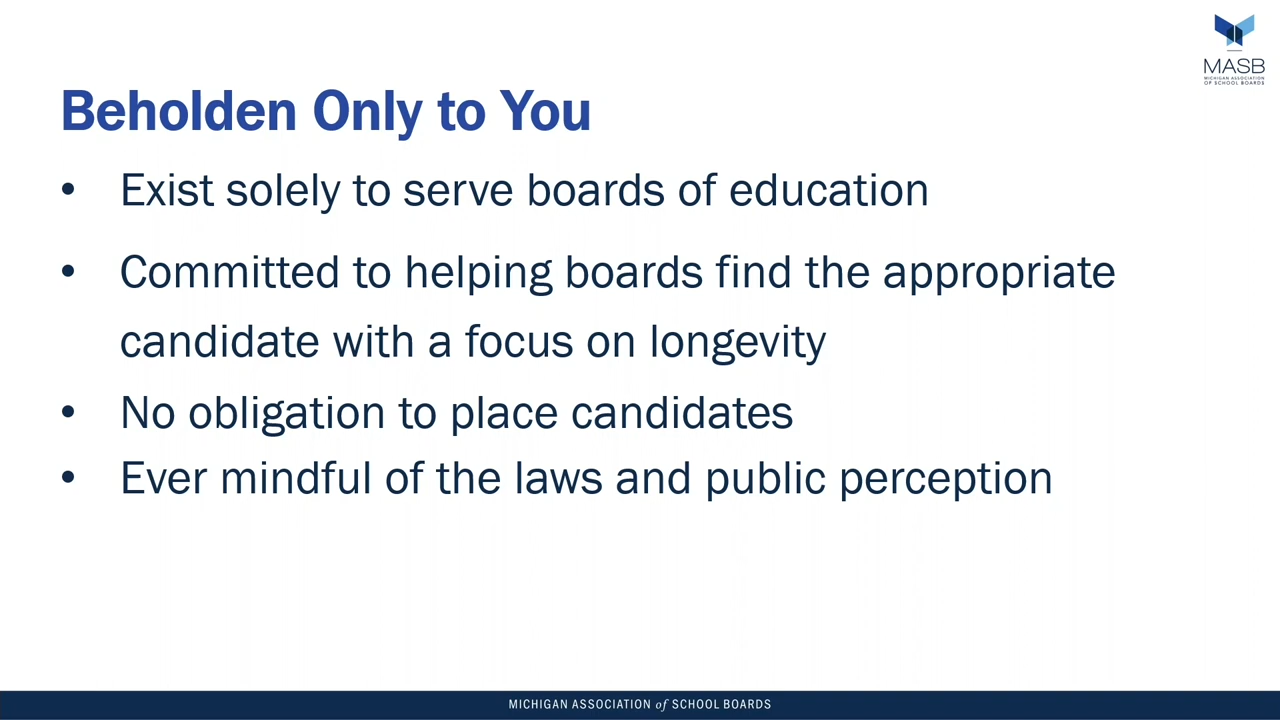 MASB
MICHIGAN ASSOCIATION
OF SCHOOL BOARDS
Beholden Only to You
• Exist solely to serve boards of education
• Committed to helping boards find the appropriate
candidate with a focus on longevity
• No obligation to place candidates
• Ever mindful of the laws and public perception
MICHIGAN ASSOCIATION of SCHOOL BOARDS